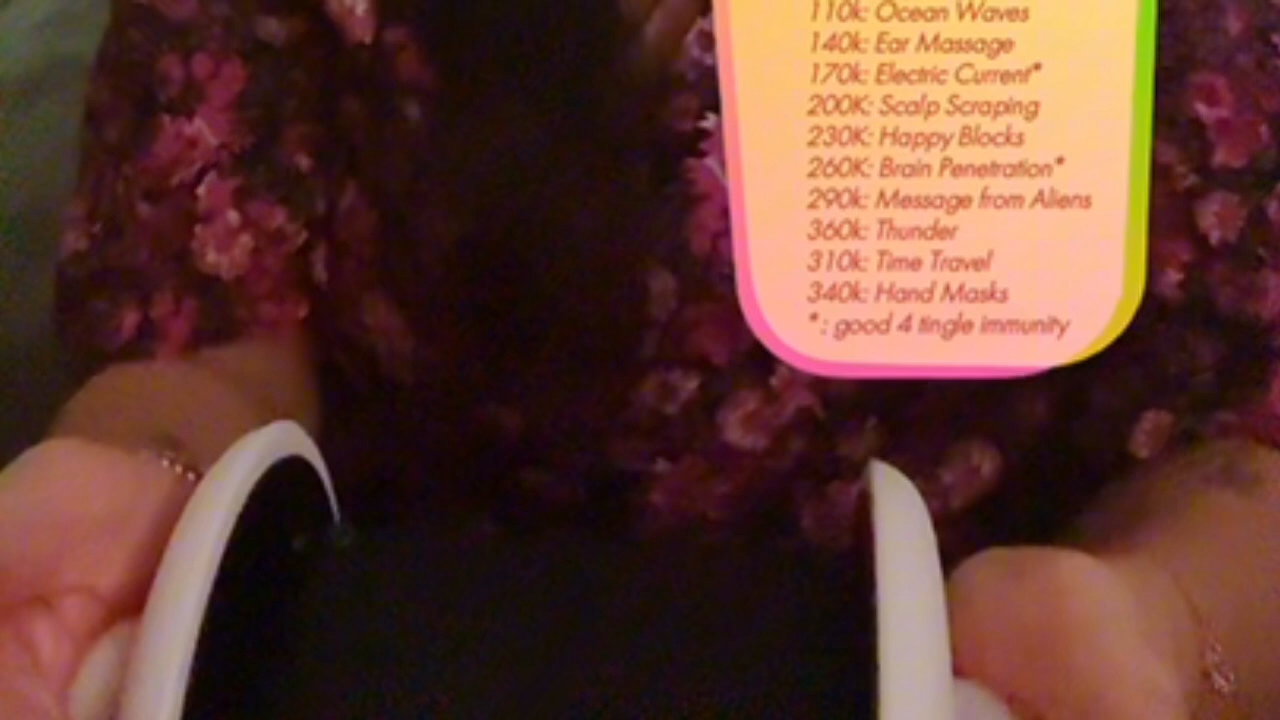 110k: Ocean Waves
140k: Ear Massage
170k: Electric Current*
200K: Scalp Scraping
230K: Happy Blocks
260K: Brain Penetration*
290k: Message from Aliens
360k: Thunder
310k: Time Travel
340k: Hand Masks
*: good 4 tingle immunity